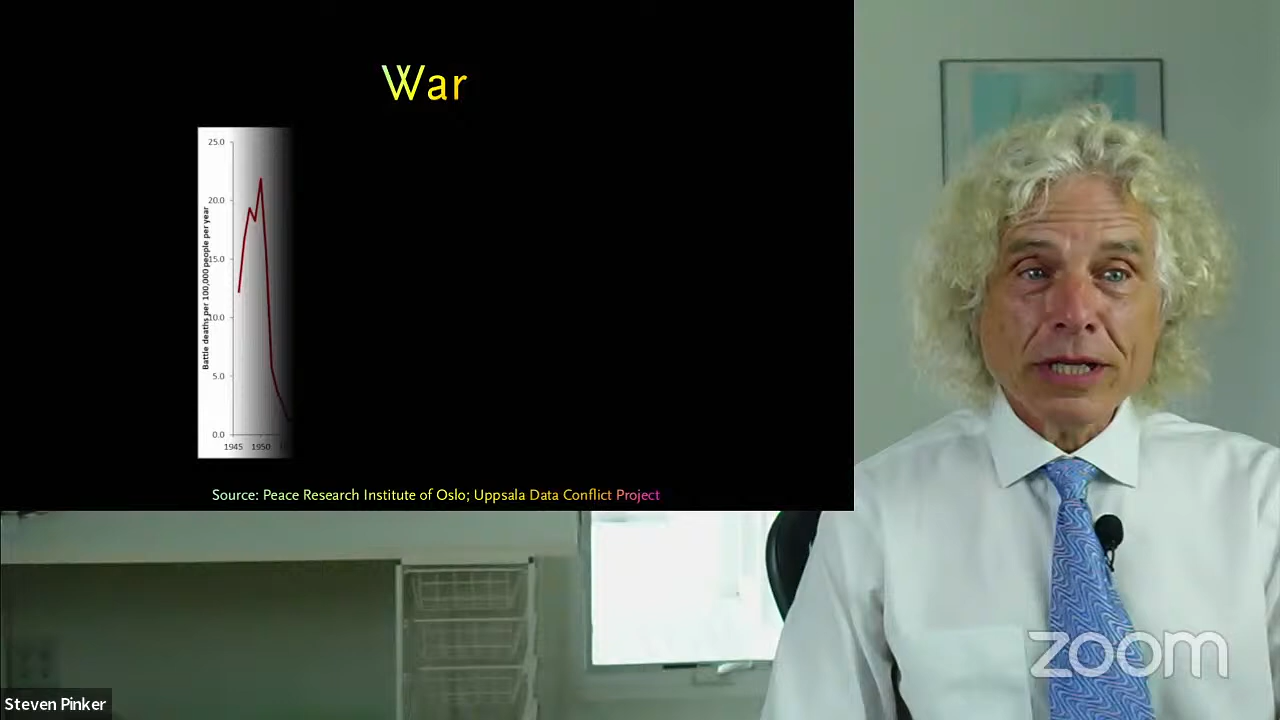 War
25.0
20.0
15.0
10.0
5.0
0.0
Battle deaths per 100,000 people per year
1945 1950
Source: Peace Research Institute of Oslo; Uppsala Data Conflict Project
Steven Pinker
zoom